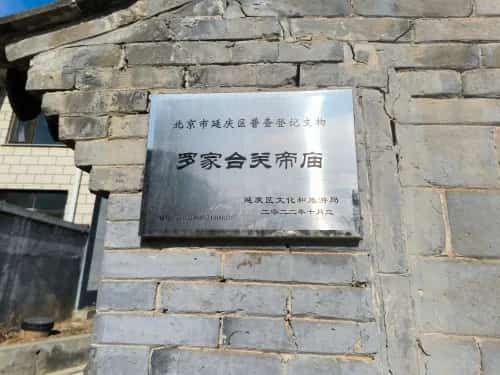 北京市延庆区普查登记文物
罗家台关帝庙
延庆区文化和旅游局
二零二二年十月立